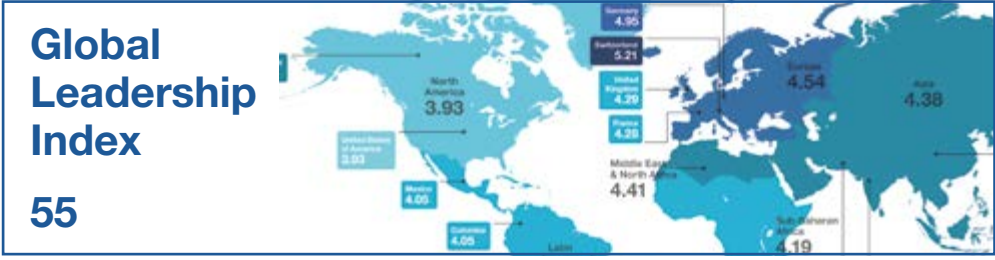 Global
Leadership
Index
55
Germany
4.95
Switzerland
5.21
United
Kingdom
4.29
France
4.28
North
America
3.93
United States
of America
3.93
Mexico
4.05
Colombia
4.05
Latin
Europe
4.54
Asia
4.38
Middle East
& North Africa
4.41
Sub-Saharan
Africa
4.19